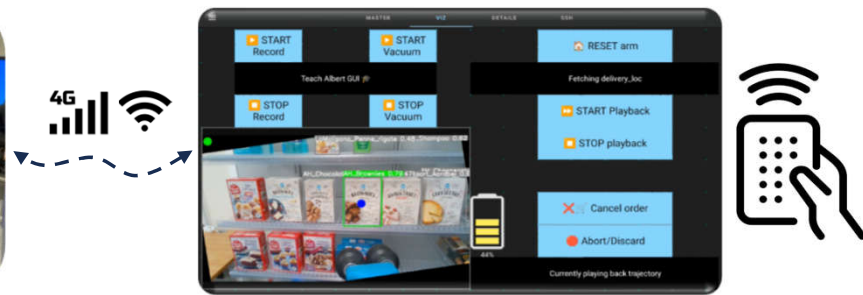 4G
MASTER VIZ DETAILS SSH
START
Record
START
Vacuum
RESET arm
Teach Albert GUI
Fetching delivery_loc
STOP
Record
STOP
Vacuum
START Playback
STOP playback
Cancel order
Abort/Discard
44%
Currently playing back trajectory